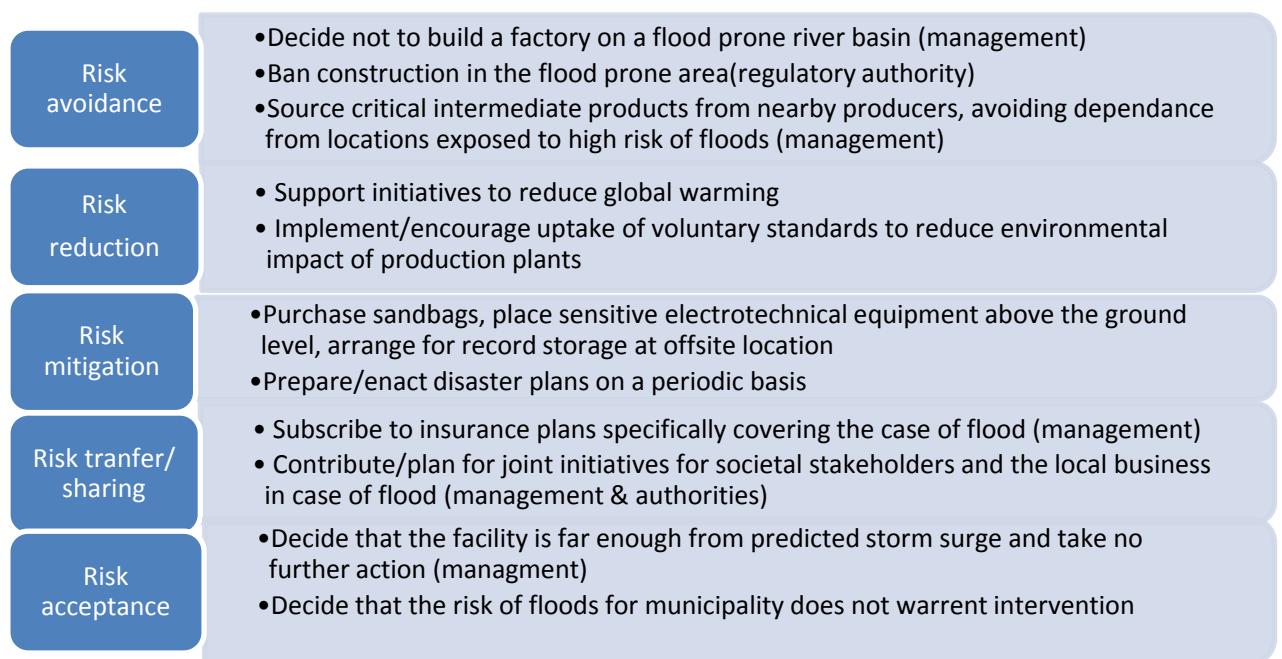 Risk
avoidance
•Decide not to build a factory on a flood prone river basin (management)
•Ban construction in the flood prone area(regulatory authority)
•Source critical intermediate products from nearby producers, avoiding dependance
from locations exposed to high risk of floods (management)
Risk
reduction
• Support initiatives to reduce global warming
• Implement/encourage uptake of voluntary standards to reduce environmental
impact of production plants
Risk
mitigation
•Purchase sandbags, place sensitive electrotechnical equipment above the ground
level, arrange for record storage at offsite location
•Prepare/enact disaster plans on a periodic basis
Risk tranfer/
sharing
• Subscribe to insurance plans specifically covering the case of flood (management)
• Contribute/plan for joint initiatives for societal stakeholders and the local business
in case of flood (management & authorities)
Risk
acceptance
•Decide that the facility is far enough from predicted storm surge and take no
further action (managment)
•Decide that the risk of floods for municipality does not warrent intervention